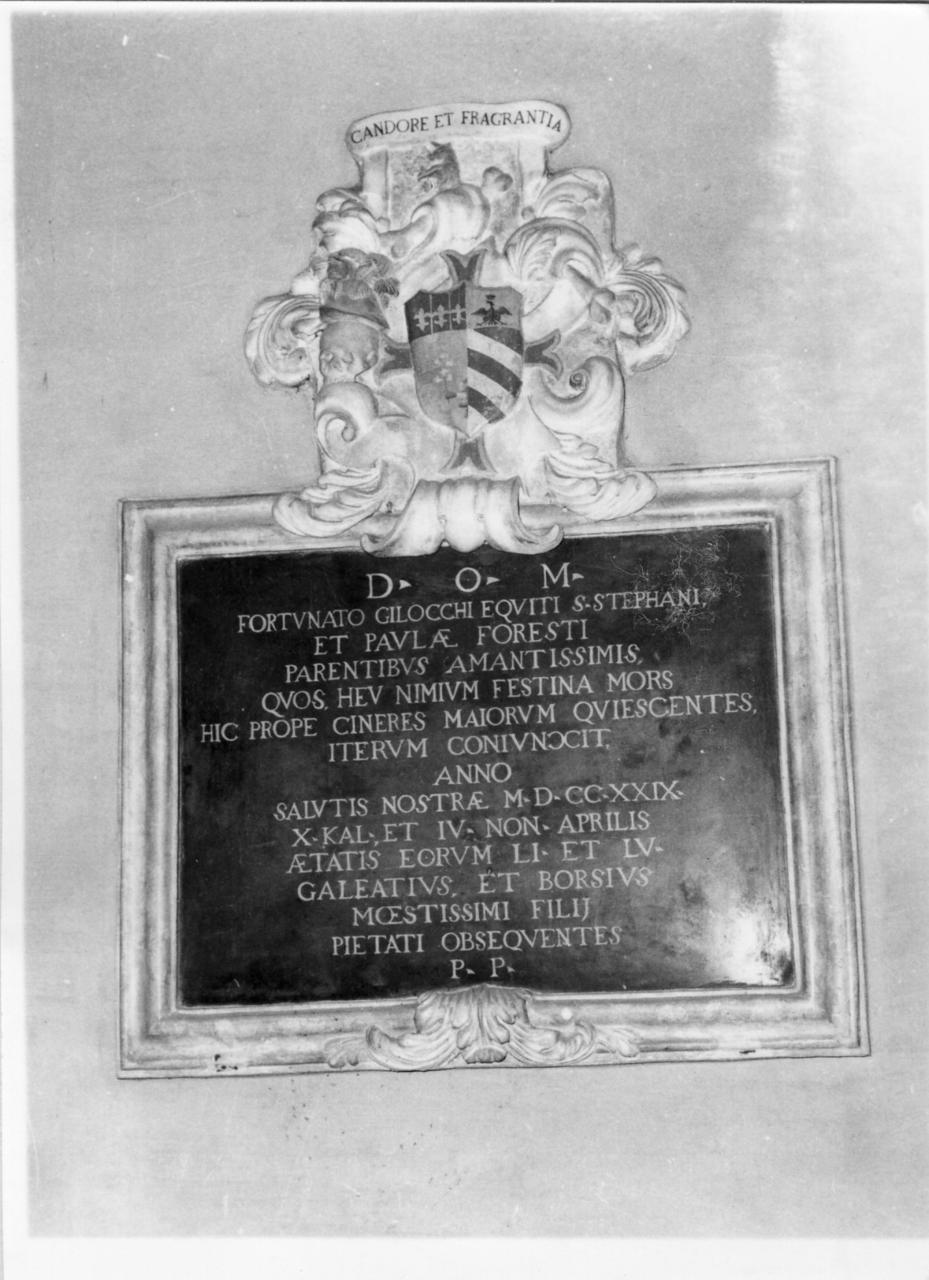 CANDORE ET FRAGRANTIA
D. O. M.
FORTVNATO GILOCCHI EQVITI S. STEPHANI,
ET PAVLÆ FORESTI
PARENTIBVS AMANTISSIMIS,
QVOS, HEV NIMIVM FESTINA MORS
HIC PROPE CINERES MAIORVM QVIESCENTES,
ITERVM CONIVNƆCIT,
ANNO
SALVTIS NOSTRÆ M.D.CC.XXIX.
X.KAL, ET IV. NON. APRILIS
ÆTATIS EORVM LI. ET LV.
GALEATIVS, ET BORSIVS
MŒSTISSIMI FILIJ
PIETATI OBSEQVENTES
P. P.